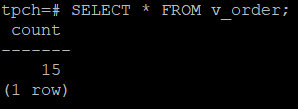 tpch=# SELECT * FROM v_order;
 count
-------
    15
(1 row)